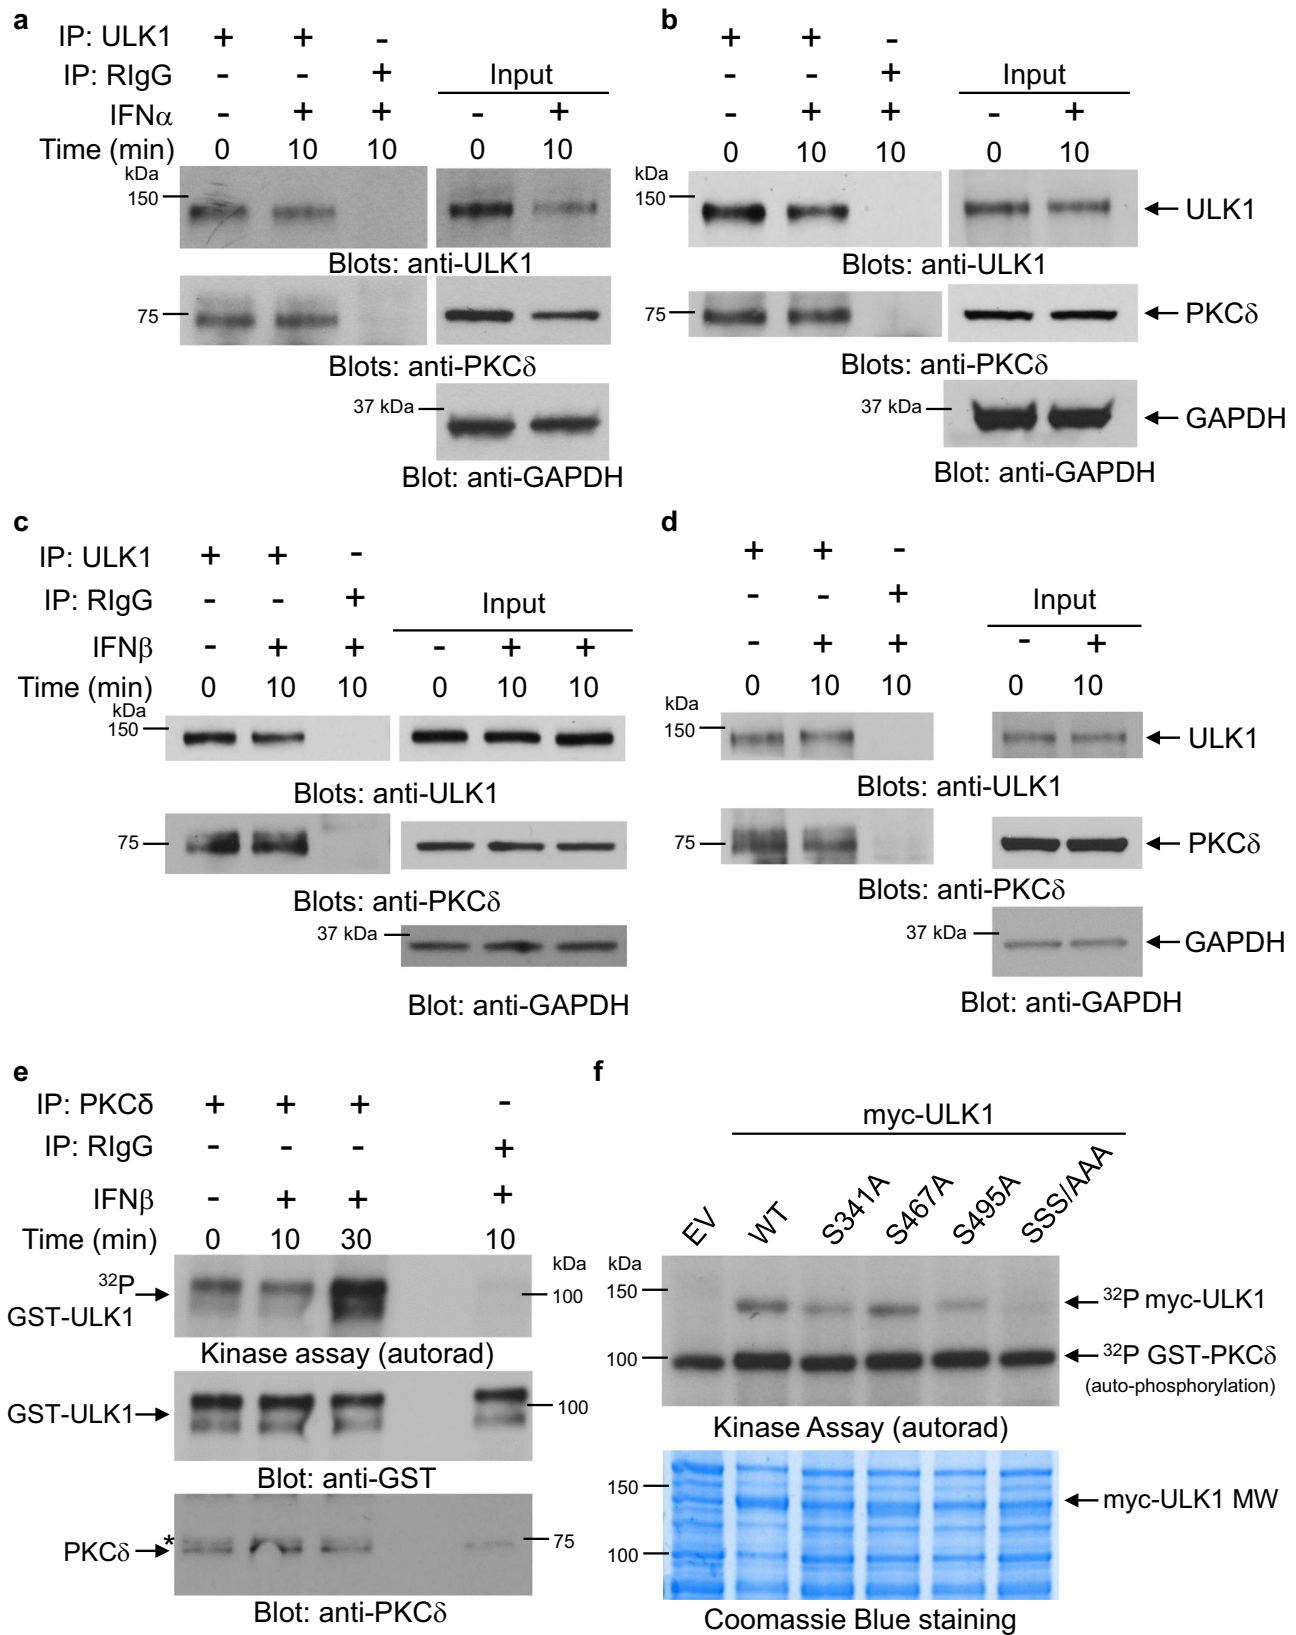 a
IP: ULK1 + + -
IP: RIgG - - + Input
IFNα - + + - +
Time (min) 0 10 10 0 10
kDa
150
Blots: anti-ULK1
75
Blots: anti-PKCδ
37 kDa
Blot: anti-GAPDH
b
+ + -
- - + Input
- + + - +
0 10 10 0 10
kDa
150 ULK1
Blots: anti-ULK1
75 PKCδ
Blots: anti-PKCδ
37 kDa GAPDH
Blot: anti-GAPDH
c
IP: ULK1 + + -
IP: RIgG - - + Input
IFNβ - + + - + +
Time (min) 0 10 10 0 10 10
kDa
150
Blots: anti-ULK1
75
Blots: anti-PKCδ
37 kDa
Blot: anti-GAPDH
d
+ + -
- - + Input
- + + - +
0 10 10 0 10
kDa
150 ULK1
Blots: anti-ULK1
75 PKCδ
Blots: anti-PKCδ
37 kDa GAPDH
Blot: anti-GAPDH
e
IP: PKCδ + + + -
IP: RIgG - - - +
IFNβ - + + +
Time (min) 0 10 30 10
kDa
³²P 100
GST-ULK1
Kinase assay (autorad)
GST-ULK1 100
Blot: anti-GST
* 75
PKCδ
Blot: anti-PKCδ
f
myc-ULK1
EV WT S341A S467A S495A SSS/AAA
kDa
150 ³²P myc-ULK1
100 ³²P GST-PKCδ
(auto-phosphorylation)
Kinase Assay (autorad)
150 myc-ULK1 MW
100
Coomassie Blue staining